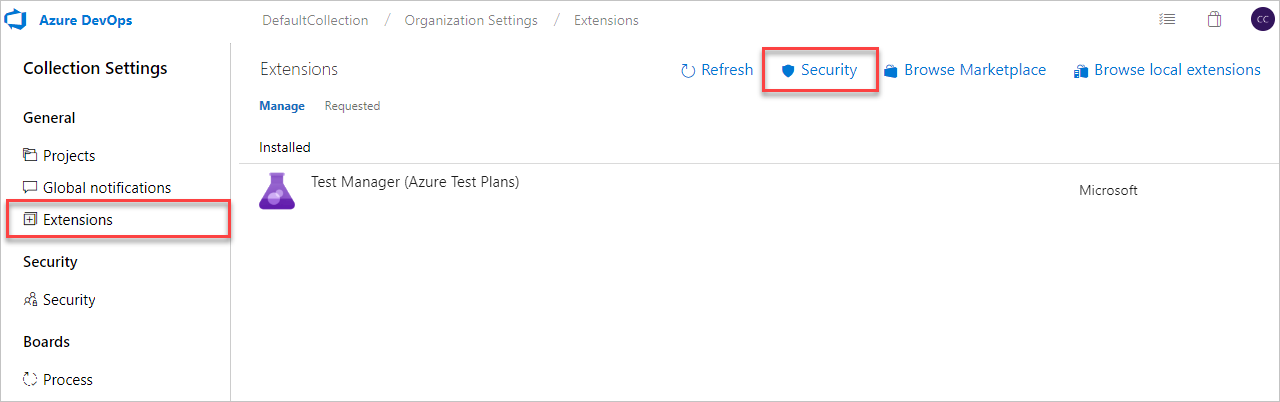 Azure DevOps
DefaultCollection / Organization Settings / Extensions
CC
Collection Settings
General
Projects
Global notifications
Extensions
Security
Security
Boards
Process
Extensions
Refresh
Security
Browse Marketplace
Browse local extensions
Manage
Requested
Installed
Test Manager (Azure Test Plans)
Microsoft